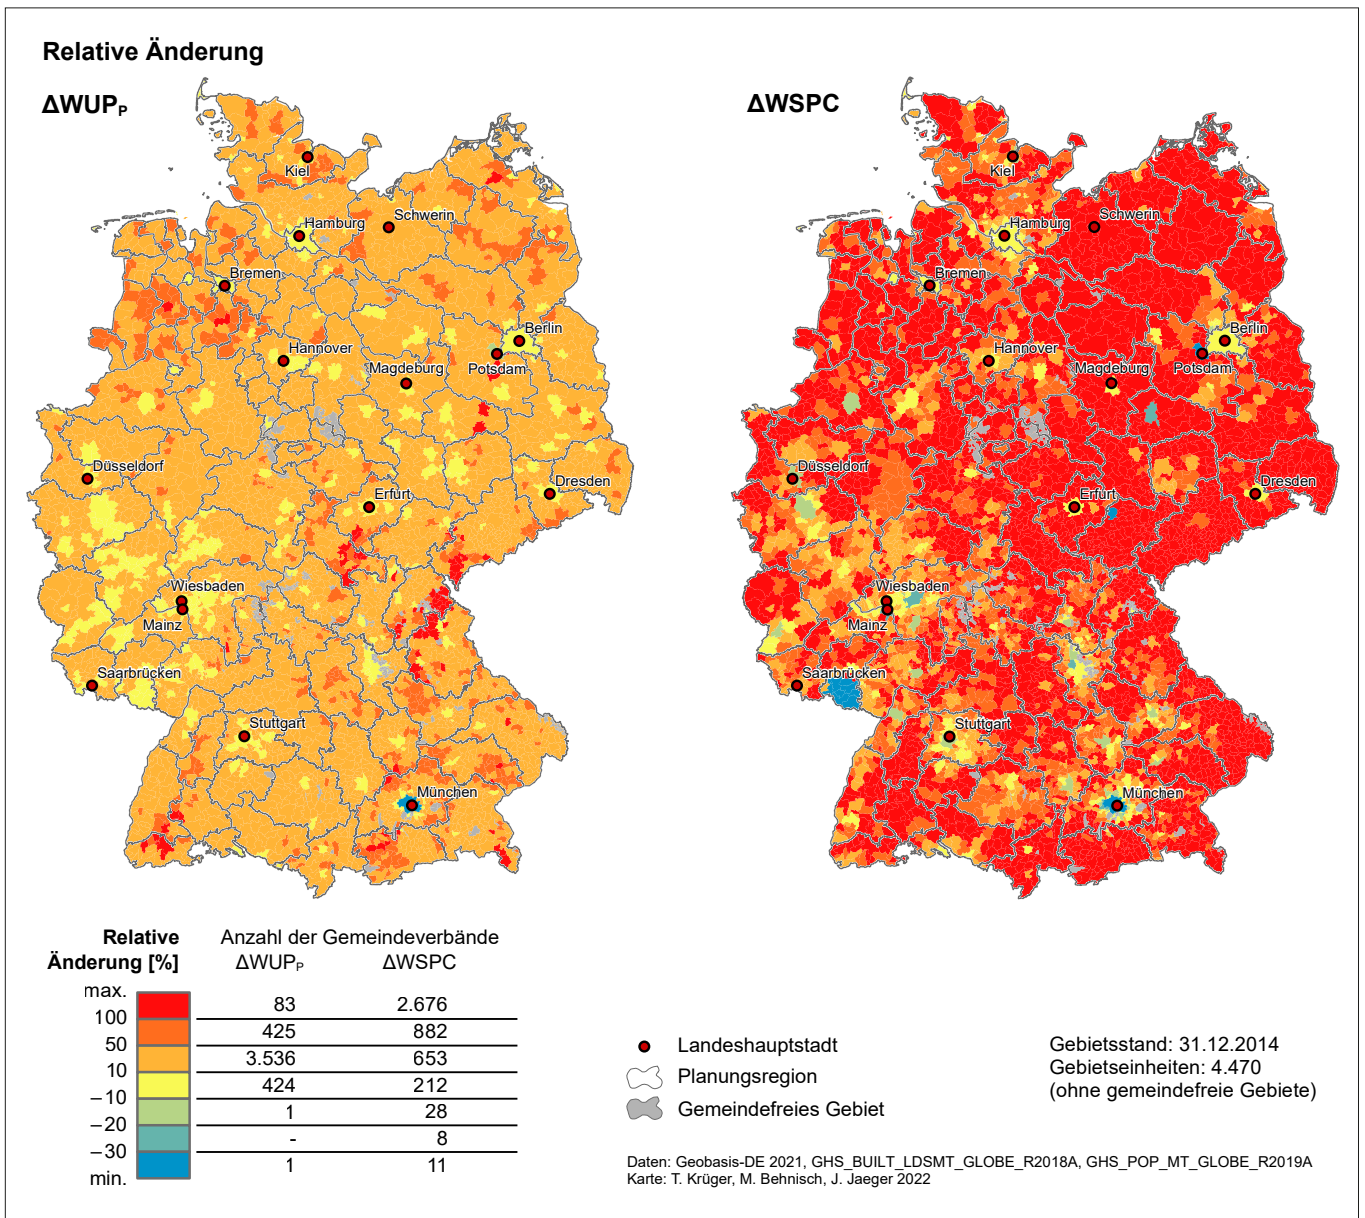 Relative Änderung
ΔWUPP
ΔWSPC
Kiel
Hamburg
Schwerin
Bremen
Berlin
Hannover
Magdeburg
Potsdam
Düsseldorf
Erfurt
Dresden
Wiesbaden
Mainz
Saarbrücken
Stuttgart
München
Kiel
Hamburg
Schwerin
Bremen
Berlin
Hannover
Magdeburg
Potsdam
Düsseldorf
Erfurt
Dresden
Wiesbaden
Mainz
Saarbrücken
Stuttgart
München
Relative Änderung [%]
Anzahl der Gemeindeverbände
ΔWUPP ΔWSPC
max.
83 2.676
100
425 882
50
3.536 653
10
424 212
–10
1 28
–20
- 8
–30
1 11
min.
Landeshauptstadt
Planungsregion
Gemeindefreies Gebiet
Gebietsstand: 31.12.2014
Gebietseinheiten: 4.470
(ohne gemeindefreie Gebiete)
Daten: Geobasis-DE 2021, GHS_BUILT_LDSMT_GLOBE_R2018A, GHS_POP_MT_GLOBE_R2019A
Karte: T. Krüger, M. Behnisch, J. Jaeger 2022